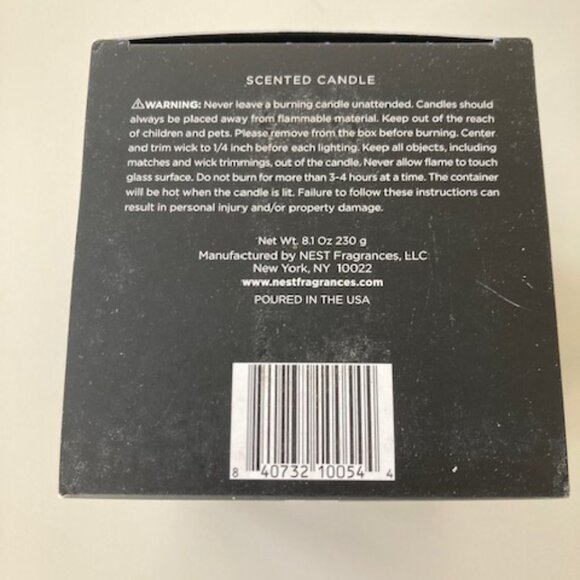 SCENTED CANDLE
⚠WARNING: Never leave a burning candle unattended. Candles should
always be placed away from flammable material. Keep out of the reach
of children and pets. Please remove from the box before burning. Center
and trim wick to 1/4 inch before each lighting. Keep all objects, including
matches and wick trimmings, out of the candle. Never allow flame to touch
glass surface. Do not burn for more than 3-4 hours at a time. The container
will be hot when the candle is lit. Failure to follow these instructions can
result in personal injury and/or property damage.
Net Wt. 8.1 Oz 230 g
Manufactured by NEST Fragrances, LLC
New York, NY 10022
www.nestfragrances.com
POURED IN THE USA
8 40732 10054 4